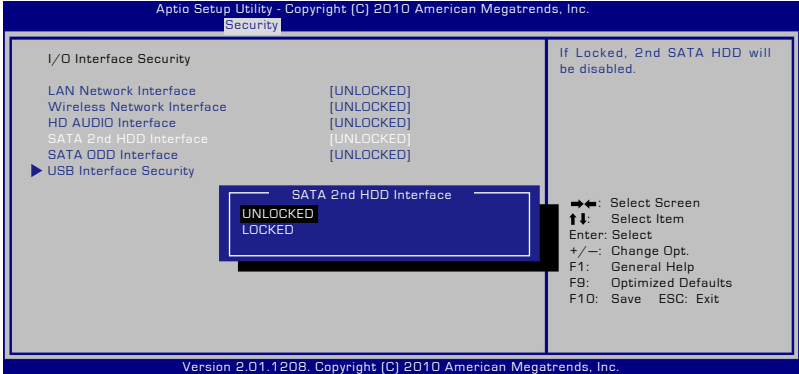 Aptio Setup Utility - Copyright (C) 2010 American Megatrends, Inc.
Security
I/O Interface Security
LAN Network Interface [UNLOCKED]
Wireless Network Interface [UNLOCKED]
HD AUDIO Interface [UNLOCKED]
SATA 2nd HDD Interface [UNLOCKED]
SATA ODD Interface [UNLOCKED]
USB Interface Security
SATA 2nd HDD Interface
UNLOCKED
LOCKED
If Locked, 2nd SATA HDD will
be disabled.
→←: Select Screen
↑↓: Select Item
Enter: Select
+/—: Change Opt.
F1: General Help
F9: Optimized Defaults
F10: Save ESC: Exit
Version 2.01.1208. Copyright (C) 2010 American Megatrends, Inc.